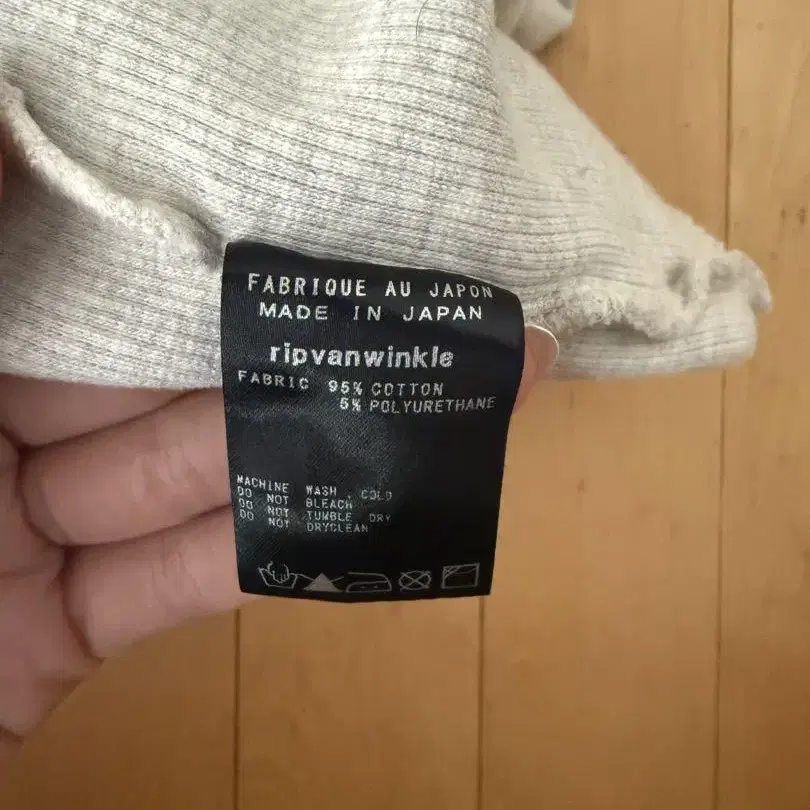 FABRIQUE AU JAPON
MADE IN JAPAN
ripvanwinkle
FABRIC 95% COTTON
5% POLYURETHANE
MACHINE WASH, COLD
DO NOT BLEACH
DO NOT TUMBLE DRY
DO NOT DRYCLEAN